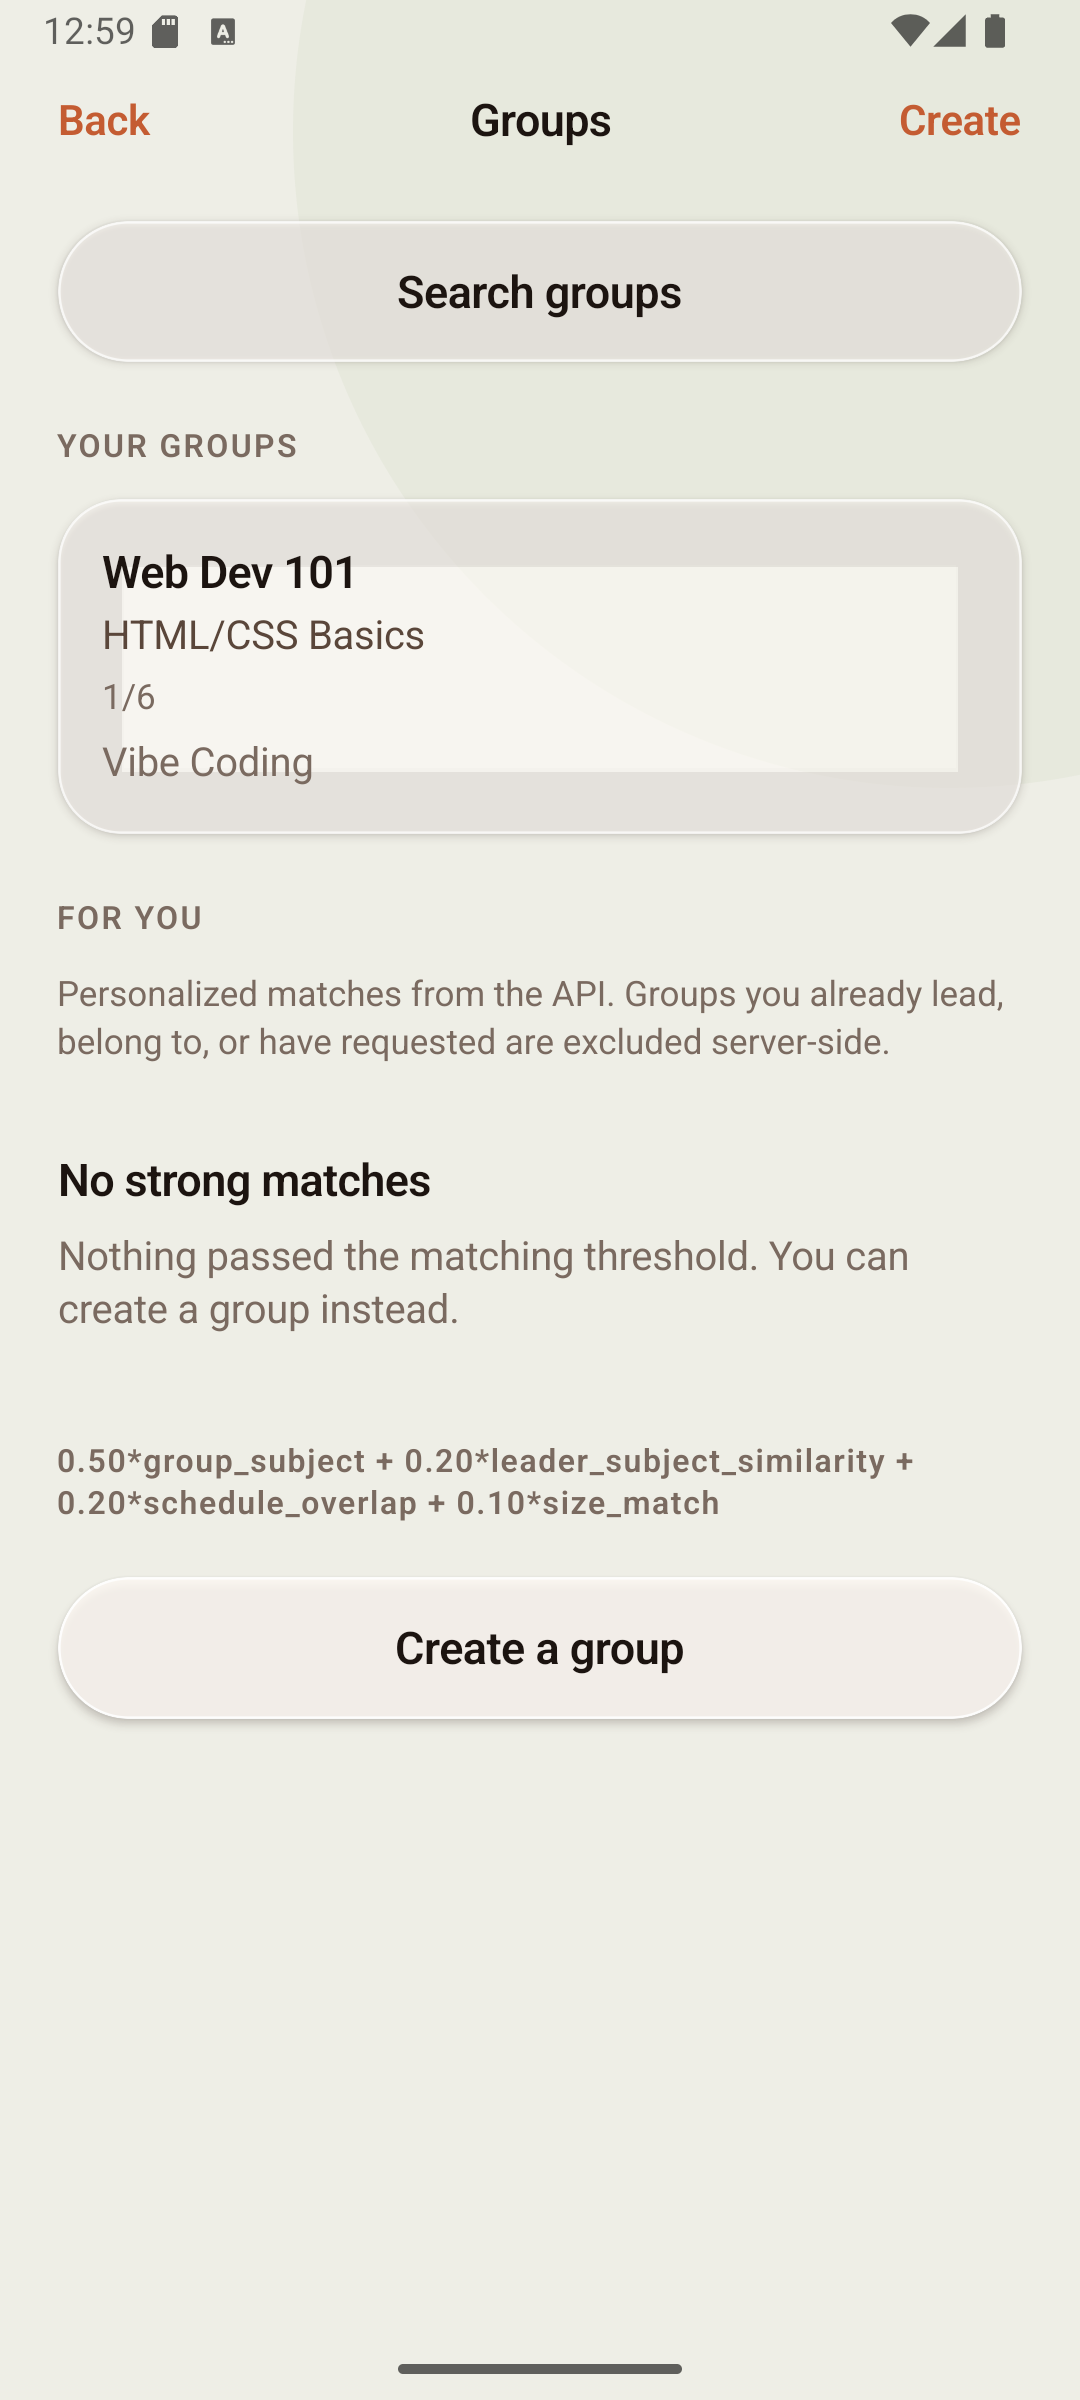 12:59
Back
Groups
Create
Search groups
YOUR GROUPS
Web Dev 101
HTML/CSS Basics
1/6
Vibe Coding
FOR YOU
Personalized matches from the API. Groups you already lead,
belong to, or have requested are excluded server-side.
No strong matches
Nothing passed the matching threshold. You can
create a group instead.
0.50*group_subject + 0.20*leader_subject_similarity +
0.20*schedule_overlap + 0.10*size_match
Create a group